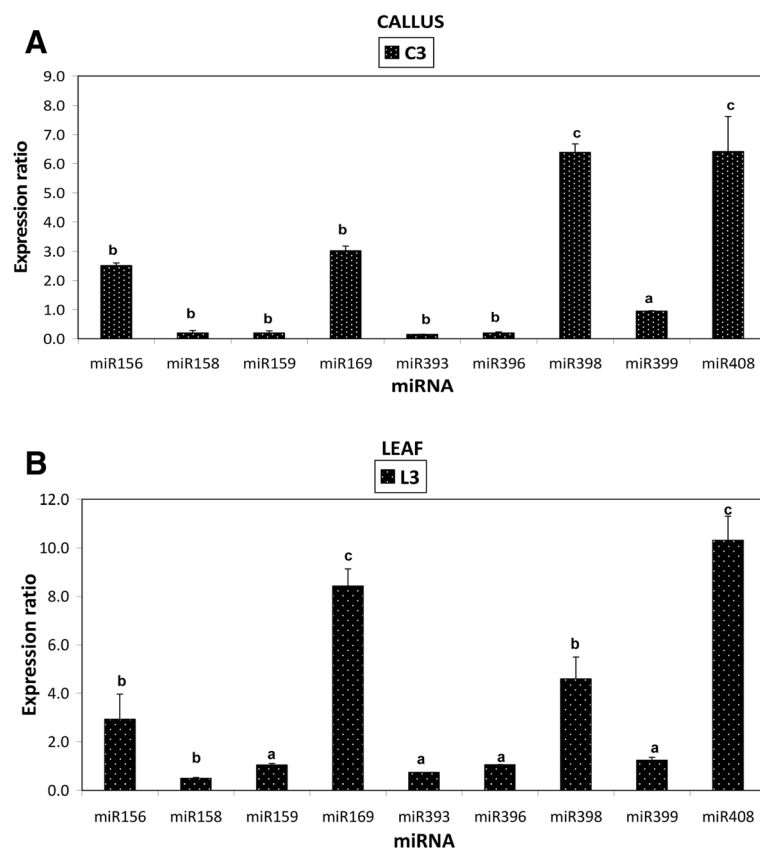 A
CALLUS
C3
Expression ratio
9.0
8.0
7.0
6.0
5.0
4.0
3.0
2.0
1.0
0.0
b
b
b
b
b
b
c
a
c
miR156 miR158 miR159 miR169 miR393 miR396 miR398 miR399 miR408
miRNA
B
LEAF
L3
Expression ratio
12.0
10.0
8.0
6.0
4.0
2.0
0.0
b
b
a
c
a
a
b
a
c
miR156 miR158 miR159 miR169 miR393 miR396 miR398 miR399 miR408
miRNA